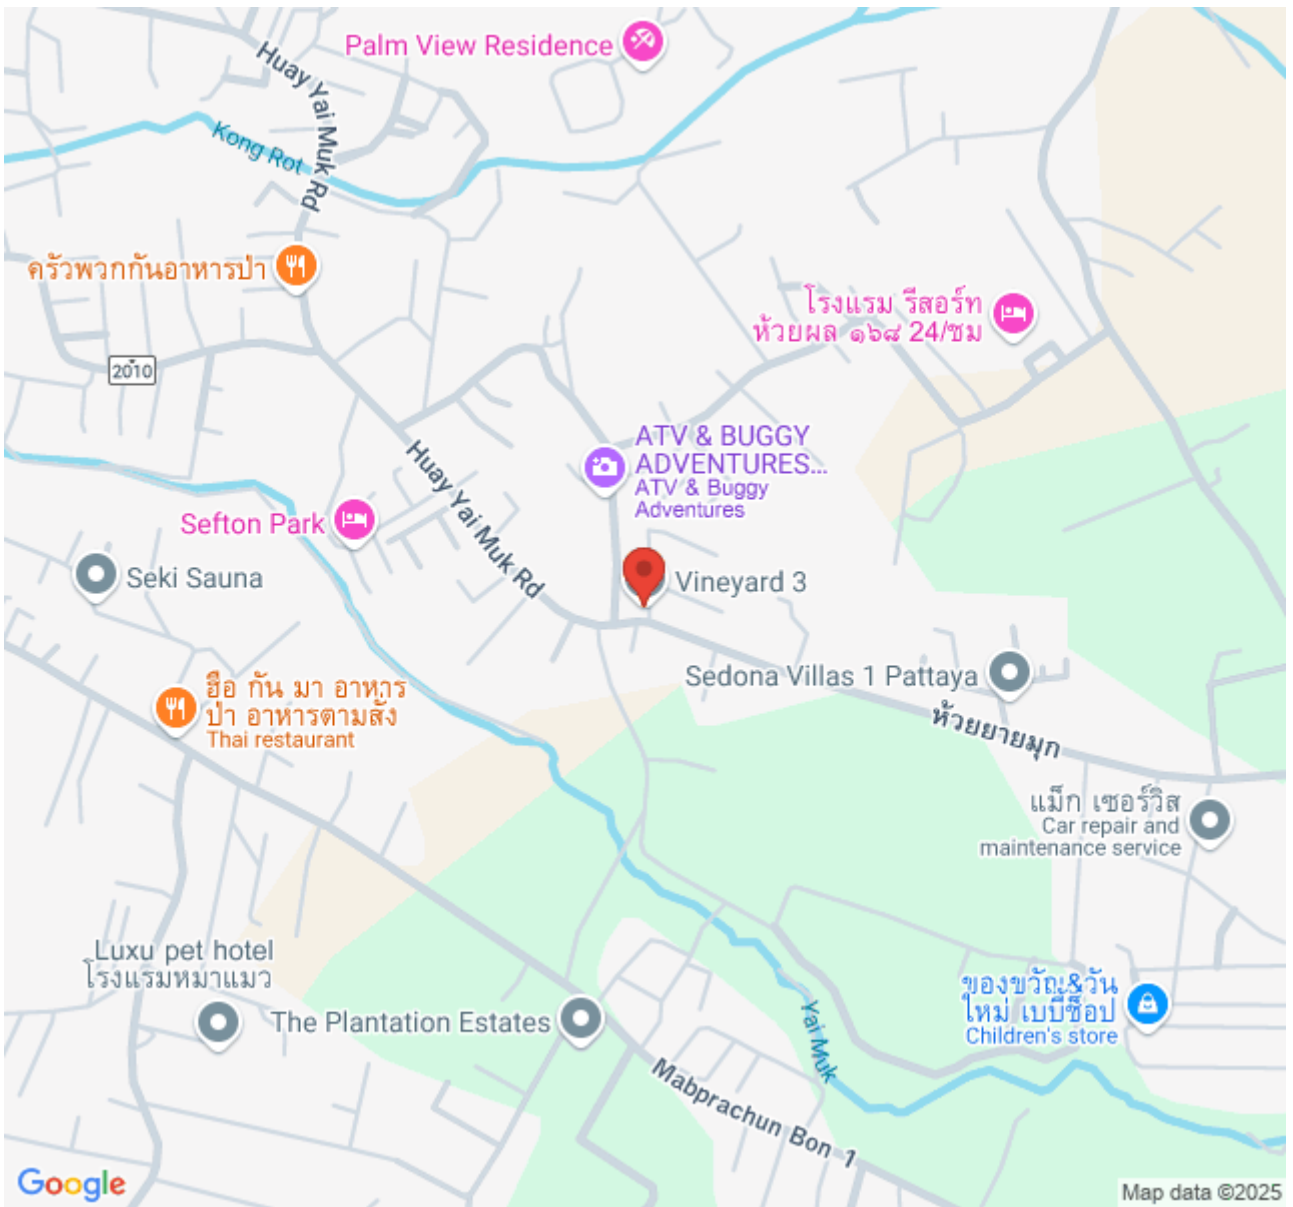 Palm View Residence
Huay Yai Muk Rd
Kong Rot
ครัวพวกกันอาหารป่า
โรงแรม รีสอร์ท
ห้วยผล ๑๖๘ 24/ชม
2010
ATV & BUGGY
ADVENTURES...
ATV & Buggy
Adventures
Huay Yai Muk Rd
Sefton Park
Seki Sauna
Vineyard 3
Sedona Villas 1 Pattaya
ฮือ กัน มา อาหาร
ป่า อาหารตามสั่ง
Thai restaurant
ห้วยยายมุก
แม็ก เซอร์วิส
Car repair and
maintenance service
Luxu pet hotel
โรงแรมหมาแมว
ของขวัญ&วัน
ใหม่ เบบี้ช็อป
Children's store
The Plantation Estates
Yai Muk
Mabprachun Bon 1
Google
Map data ©2025